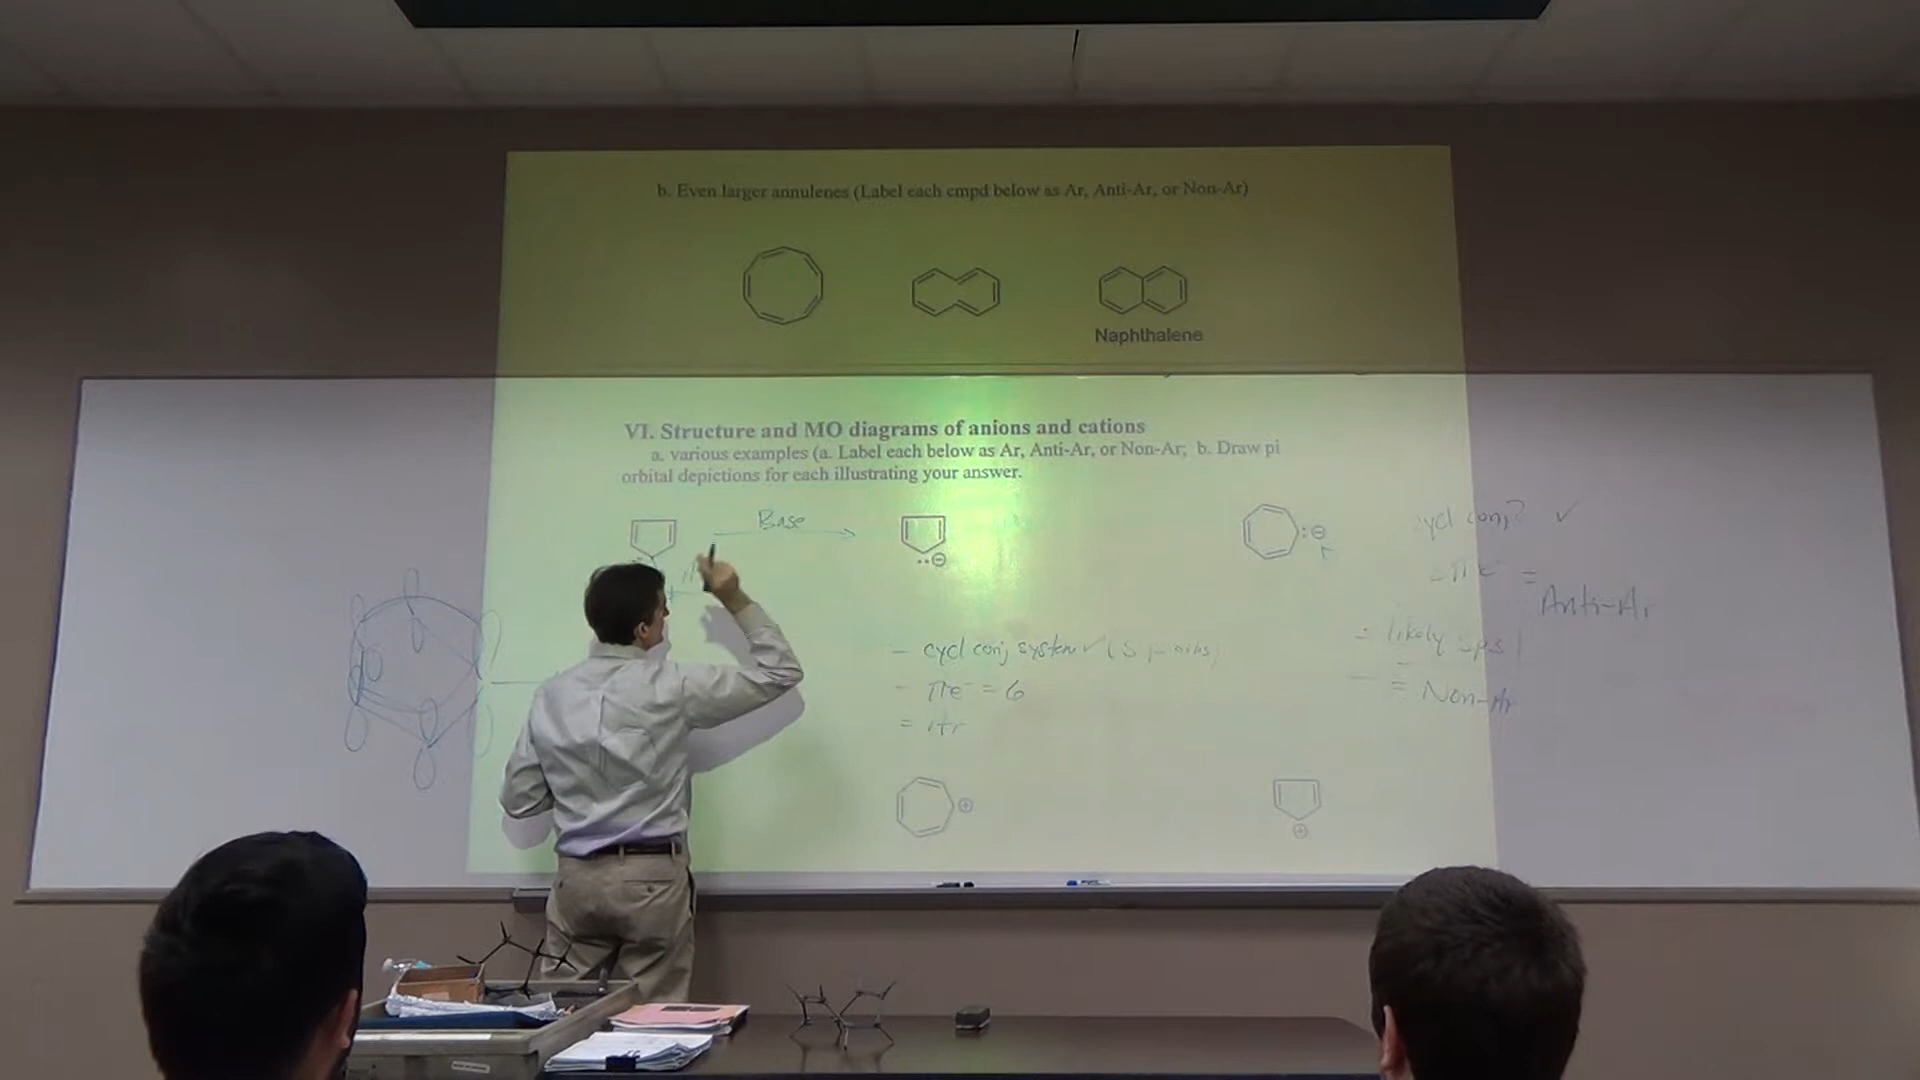 b. Even larger annulenes (Label each cmpd below as Ar, Anti-Ar, or Non-Ar)
Naphthalene
VI. Structure and MO diagrams of anions and cations
a. various examples (a. Label each below as Ar, Anti-Ar, or Non-Ar; b. Draw pi
orbital depictions for each illustrating your answer.
Base
cycl conj? ✓
=
Anti-Ar
- cycl conj system ✓ (5
- πe⁻ = 6
= Ar
= likely
= Non-Ar